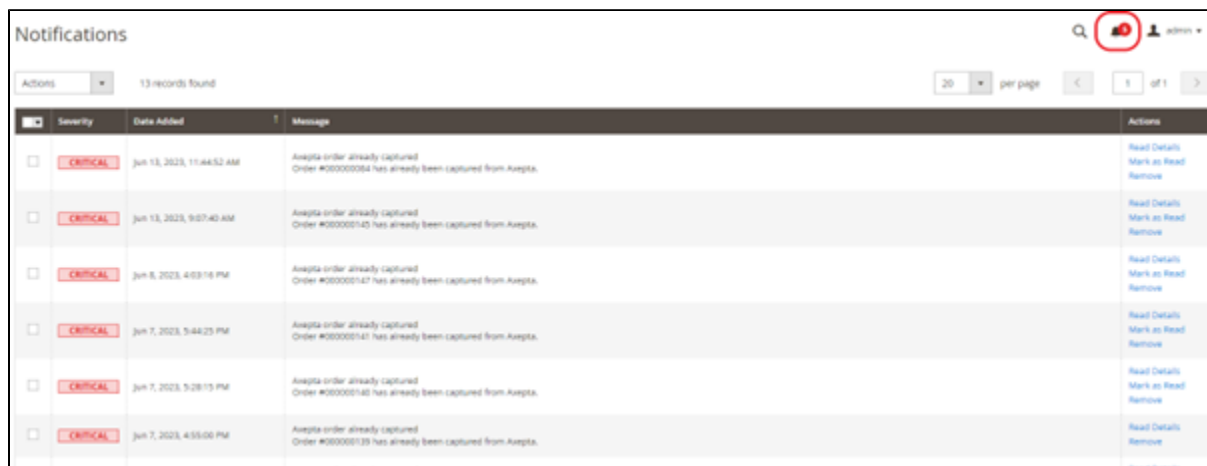 Notifications
admin
Actions
13 records found
20
per page
1
of 1
Severity
Date Added
Message
Actions
CRITICAL
Jun 13, 2023, 11:44:52 AM
Axepta order already captured
Order #000000084 has already been captured from Axepta.
Read Details
Mark as Read
Remove
CRITICAL
Jun 13, 2023, 9:07:40 AM
Axepta order already captured
Order #000000145 has already been captured from Axepta.
Read Details
Mark as Read
Remove
CRITICAL
Jun 8, 2023, 4:03:16 PM
Axepta order already captured
Order #000000147 has already been captured from Axepta.
Read Details
Mark as Read
Remove
CRITICAL
Jun 7, 2023, 5:44:25 PM
Axepta order already captured
Order #000000141 has already been captured from Axepta.
Read Details
Mark as Read
Remove
CRITICAL
Jun 7, 2023, 5:28:15 PM
Axepta order already captured
Order #000000148 has already been captured from Axepta.
Read Details
Mark as Read
Remove
CRITICAL
Jun 7, 2023, 4:55:00 PM
Axepta order already captured
Order #000000139 has already been captured from Axepta.
Read Details
Remove